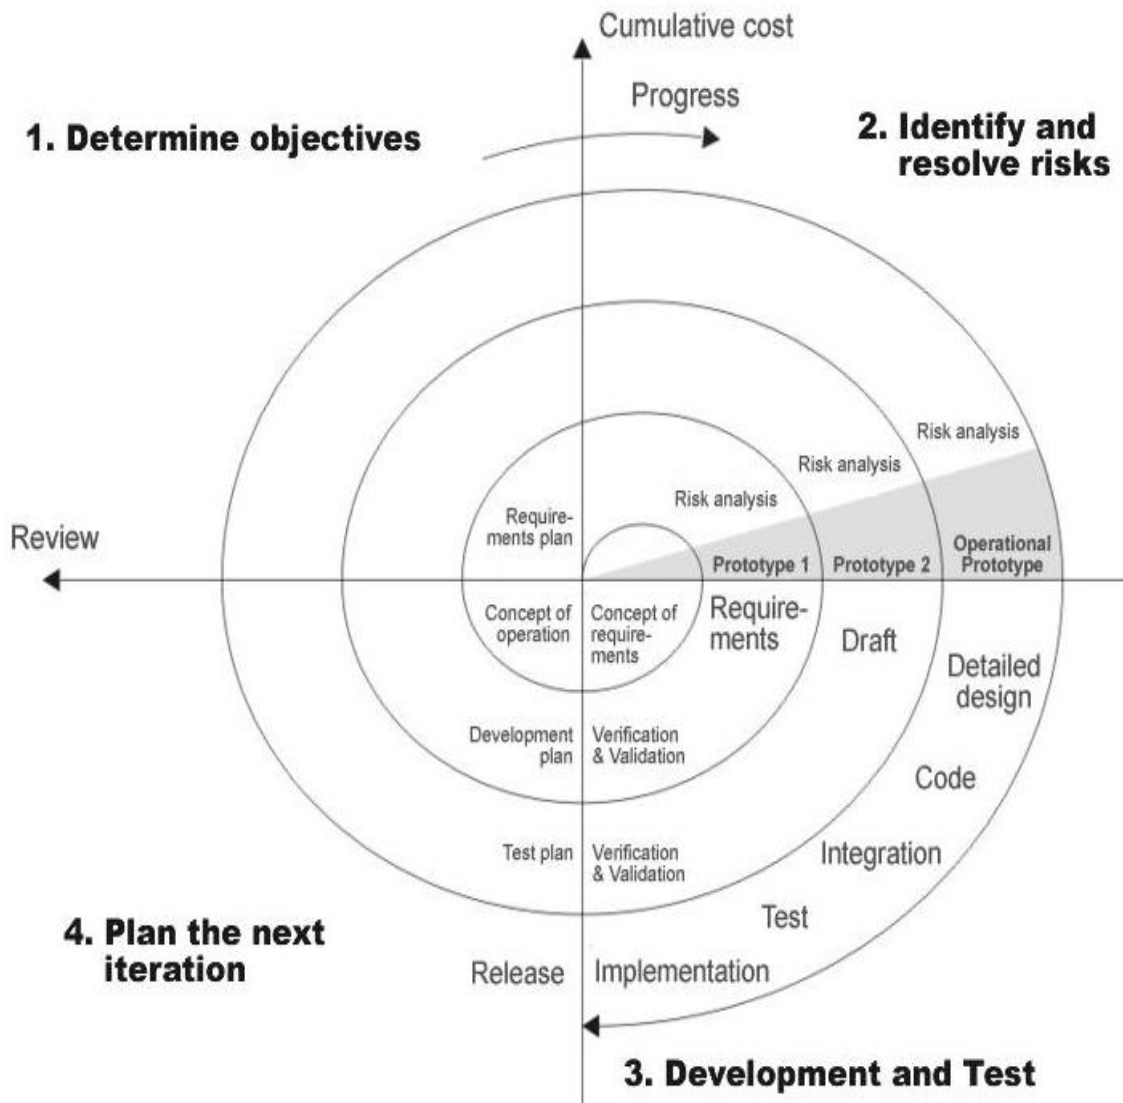 Cumulative cost
Progress
1. Determine objectives
2. Identify and
resolve risks
Risk analysis
Risk analysis
Risk analysis
Require-
ments plan
Review
Operational
Prototype
Prototype 1
Prototype 2
Concept of
operation
Concept of
require-
ments
Require-
ments
Draft
Detailed
design
Development
plan
Verification
& Validation
Code
Test plan
Verification
& Validation
Integration
Test
4. Plan the next
iteration
Release
Implementation
3. Development and Test